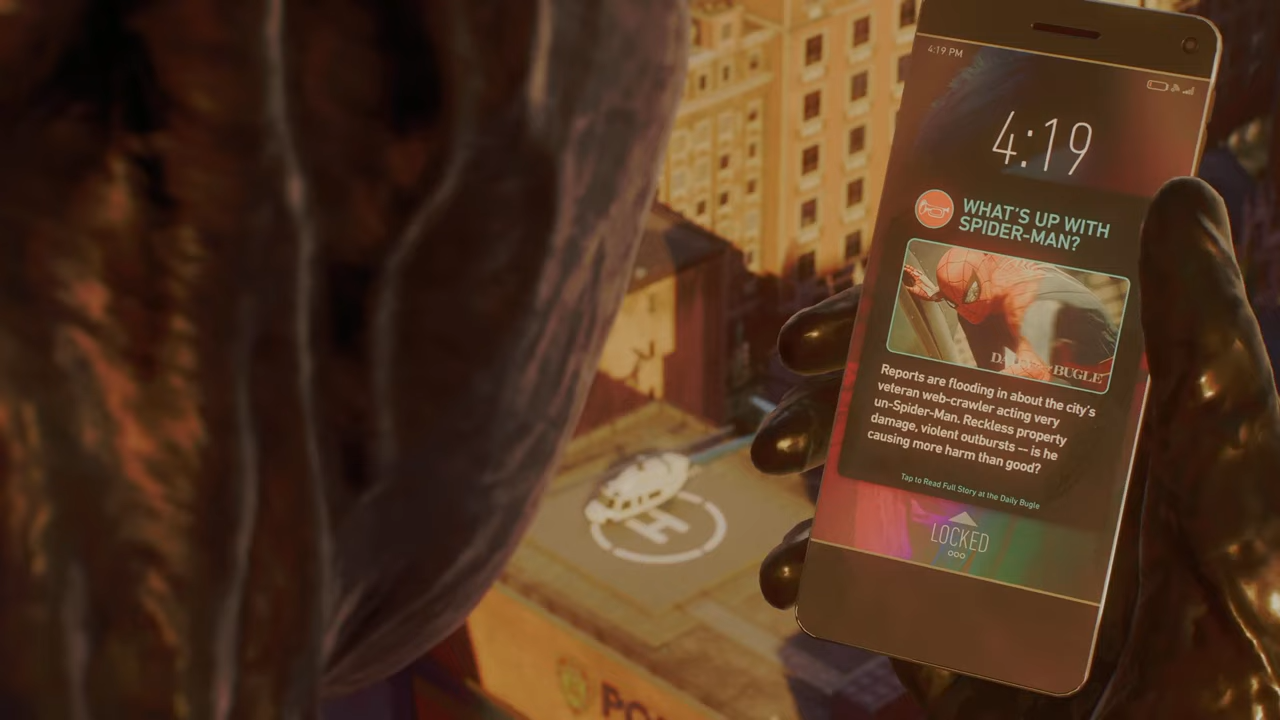 4:19 PM
4:19
WHAT'S UP WITH
SPIDER-MAN?
BUGLE
Reports are flooding in about the city's
veteran web-crawler acting very
un-Spider-Man. Reckless property
damage, violent outbursts -- is he
causing more harm than good?
Tap to Read Full Story at the Daily Bugle
LOCKED
H